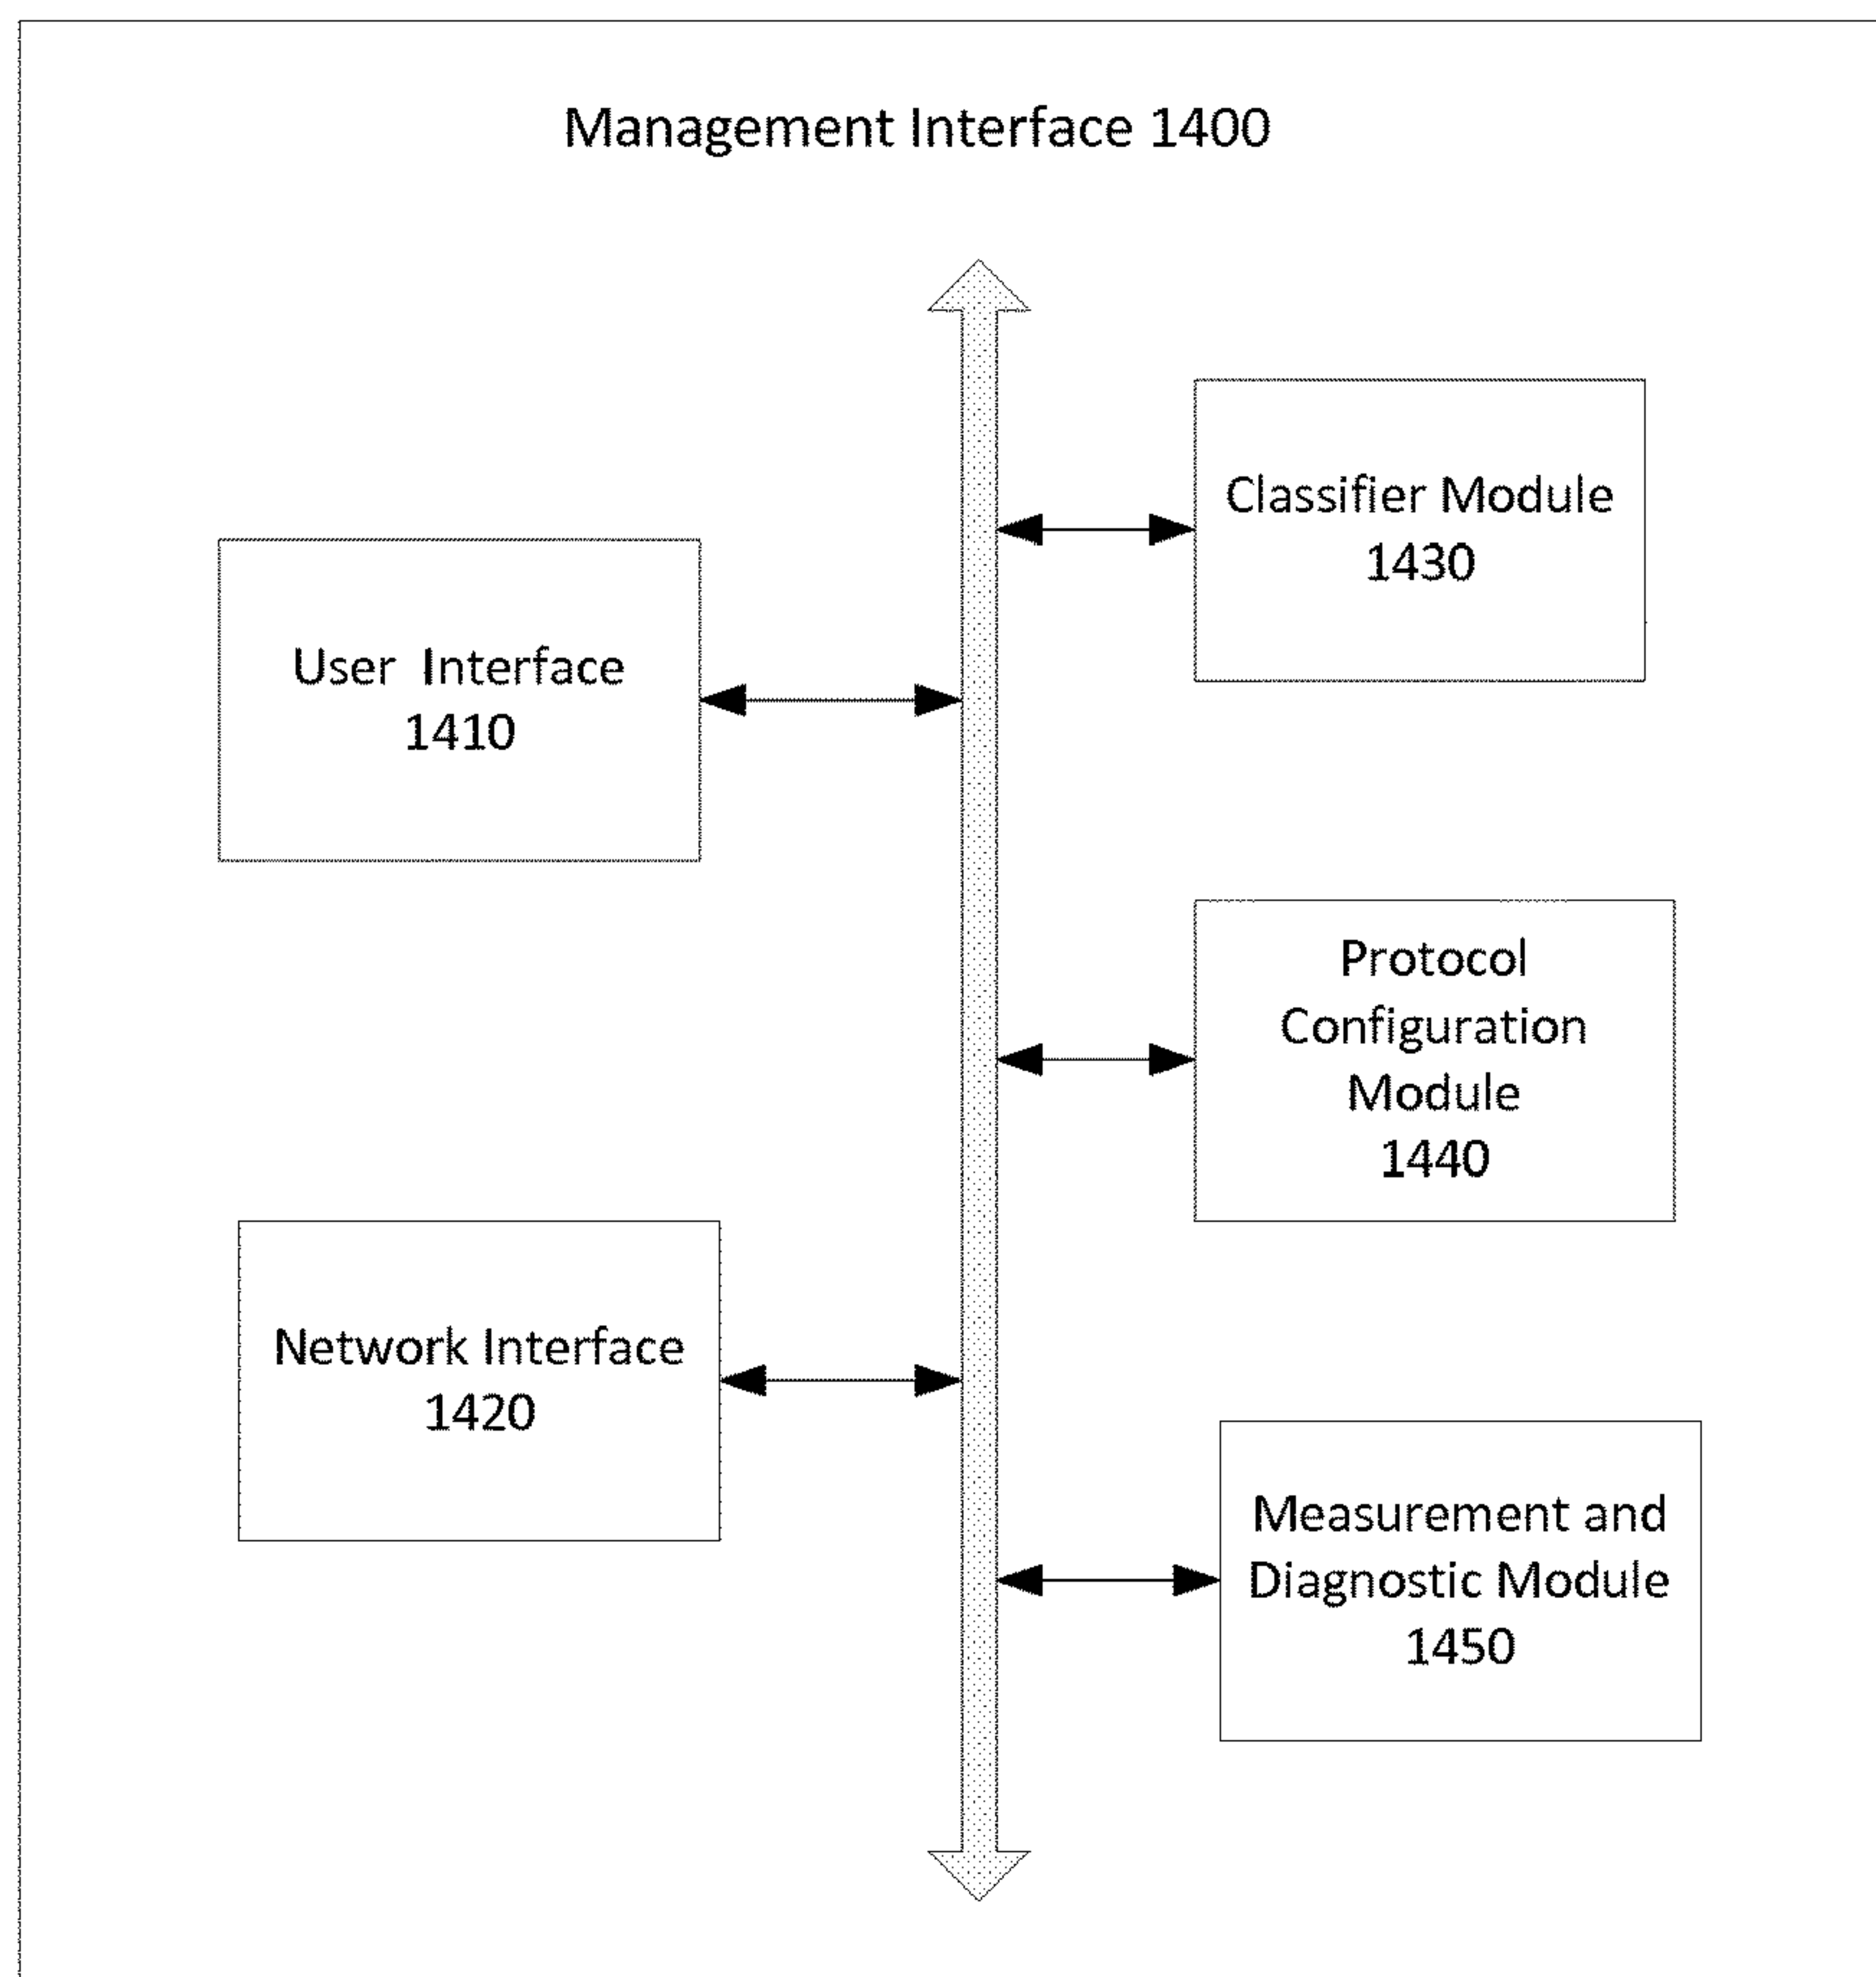 Management Interface 1400
Classifier Module
1430
User Interface
1410
Protocol
Configuration
Module
1440
Network Interface
1420
Measurement and
Diagnostic Module
1450